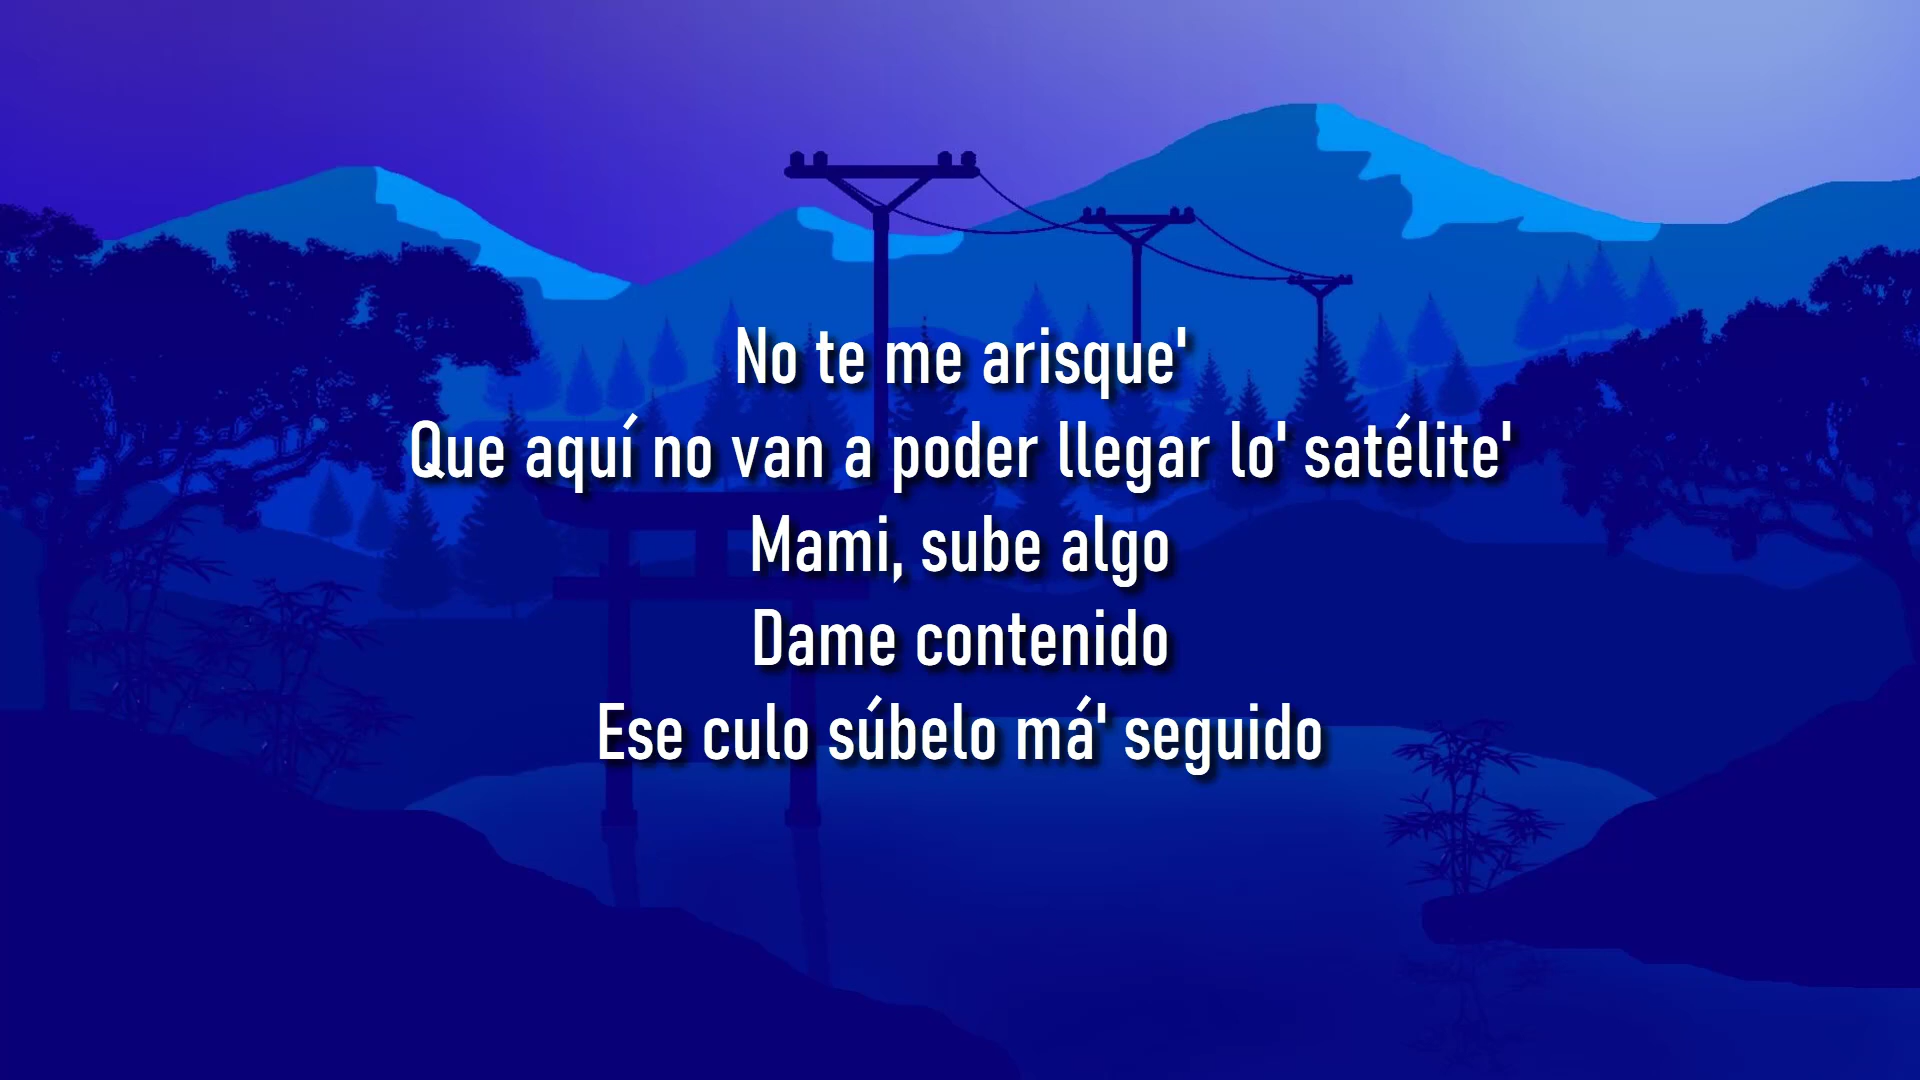 No te me arisque'
Que aquí no van a poder llegar lo' satélite'
Mami, sube algo
Dame contenido
Ese culo súbelo má' seguido